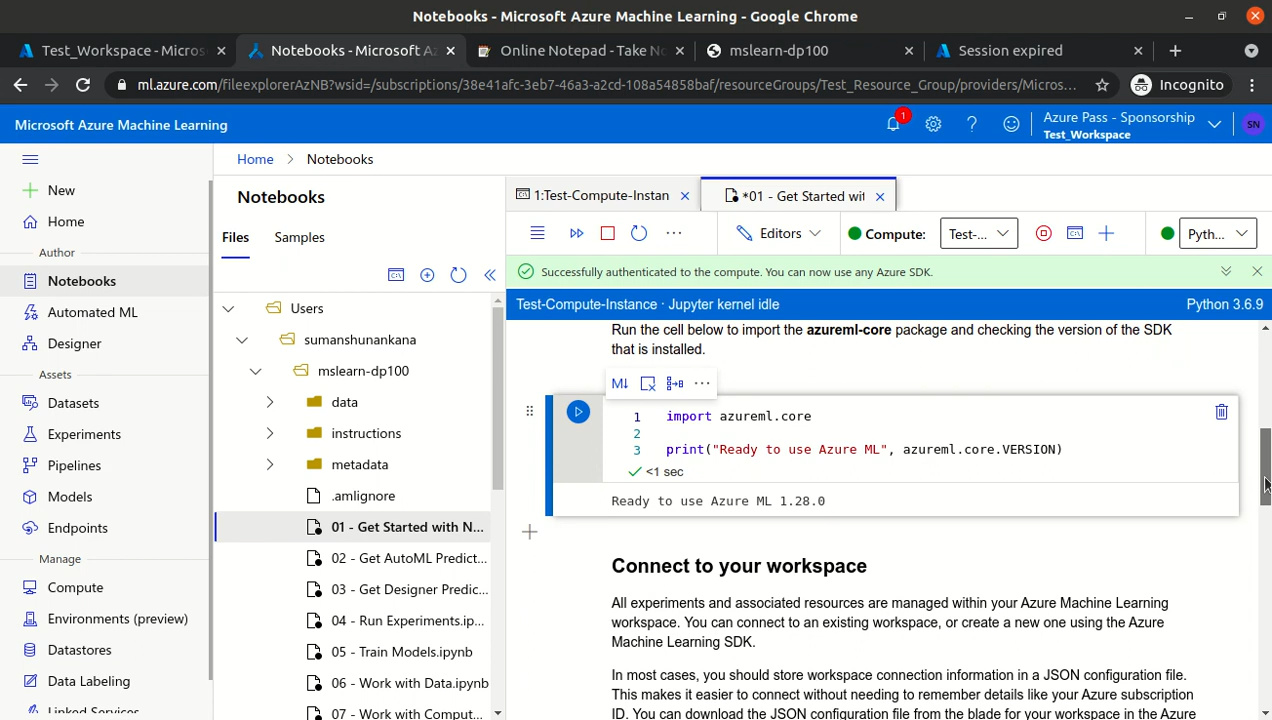 Notebooks - Microsoft Azure Machine Learning - Google Chrome
Test_Workspace - Micros
Notebooks - Microsoft Az
Online Notepad - Take No
mslearn-dp100
Session expired
ml.azure.com/fileexplorerAzNB?wsid=/subscriptions/38e41afc-3eb7-46a3-a2cd-108a54858baf/resourceGroups/Test_Resource_Group/providers/Micros...
Incognito
Microsoft Azure Machine Learning
1
Azure Pass - Sponsorship
Test_Workspace
SN
New
Home
Author
Notebooks
Automated ML
Designer
Assets
Datasets
Experiments
Pipelines
Models
Endpoints
Manage
Compute
Environments (preview)
Datastores
Data Labeling
Linked Services
Home > Notebooks
Notebooks
Files
Samples
Users
sumanshunankana
mslearn-dp100
data
instructions
metadata
.amlignore
01 - Get Started with N...
02 - Get AutoML Predict...
03 - Get Designer Predic...
04 - Run Experiments.ip...
05 - Train Models.ipynb
06 - Work with Data.ipynb
07 - Work with Comput...
1:Test-Compute-Instan
*01 - Get Started wit
Editors
Compute:
Test-...
Pyth...
Successfully authenticated to the compute. You can now use any Azure SDK.
Test-Compute-Instance · Jupyter kernel idle
Python 3.6.9
Run the cell below to import the azureml-core package and checking the version of the SDK
that is installed.
M↓
1 import azureml.core
2
3 print("Ready to use Azure ML", azureml.core.VERSION)
<1 sec
Ready to use Azure ML 1.28.0
Connect to your workspace
All experiments and associated resources are managed within your Azure Machine Learning
workspace. You can connect to an existing workspace, or create a new one using the Azure
Machine Learning SDK.
In most cases, you should store workspace connection information in a JSON configuration file.
This makes it easier to connect without needing to remember details like your Azure subscription
ID. You can download the JSON configuration file from the blade for your workspace in the Azure